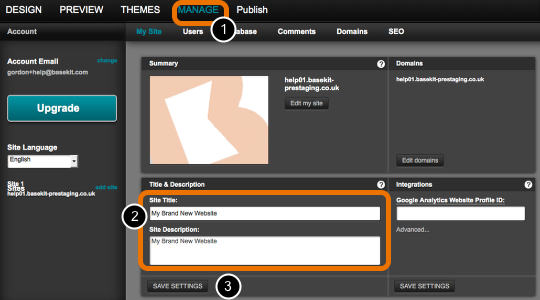 DESIGN PREVIEW THEMES MANAGE Publish
1
Account
My Site Users abase Comments Domains SEO
Account Email change
gordon+help@basekit.com
Upgrade
Site Language
English
Site 1
Sites add site
help01.basekit-prestaging.co.uk
Summary ?
help01.basekit-
prestaging.co.uk
Edit my site
Domains
help01.basekit-prestaging.co.uk
Edit domains
Title & Description ?
Site Title:
My Brand New Website
2
Site Description:
My Brand New Website
SAVE SETTINGS
3
Integrations ?
Google Analytics Website Profile ID:
Advanced...
SAVE SETTINGS